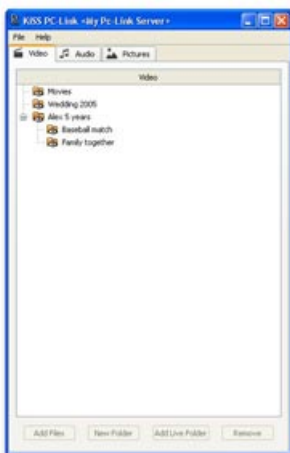 KiSS PC-Link <My Pc-Link Server>
File Help
Video Audio Pictures
Video
Movies
Wedding 2005
Alex 5 years
Baseball match
Family together
Add Files New Folder Add Live Folder Remove